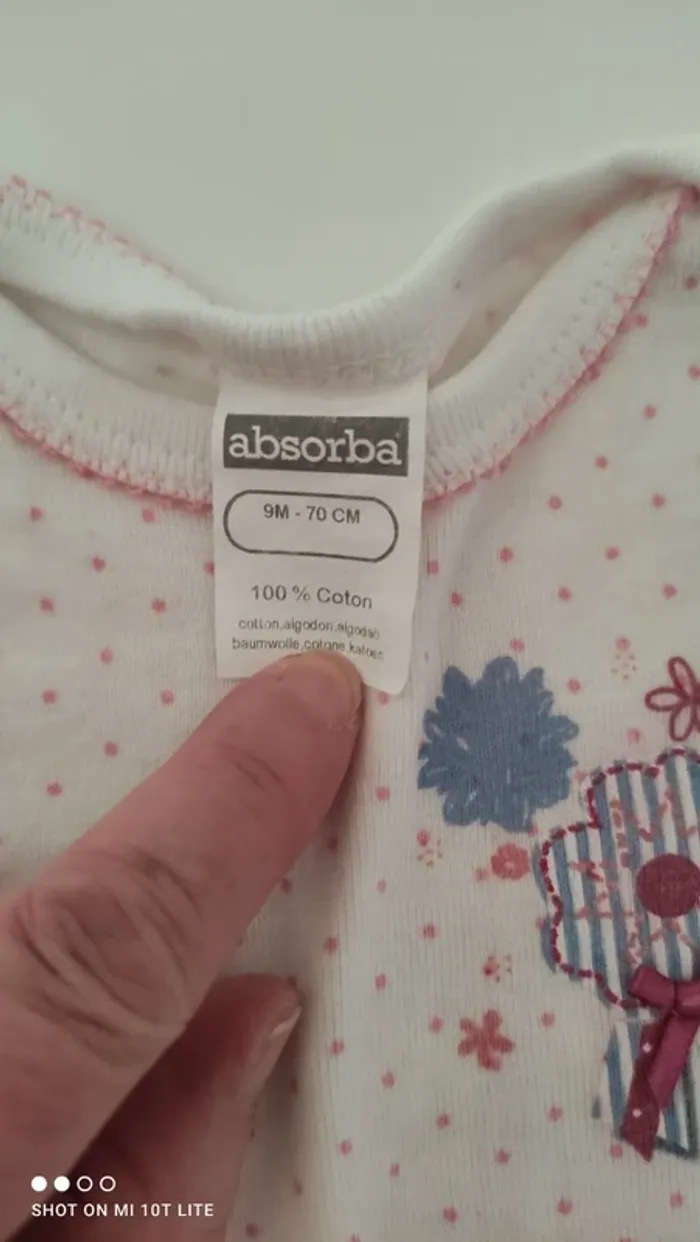 absorba
9M - 70 CM
100 % Coton
cotton,algodon,algodao
baumwolle,cotone,katoen
SHOT ON MI 10T LITE